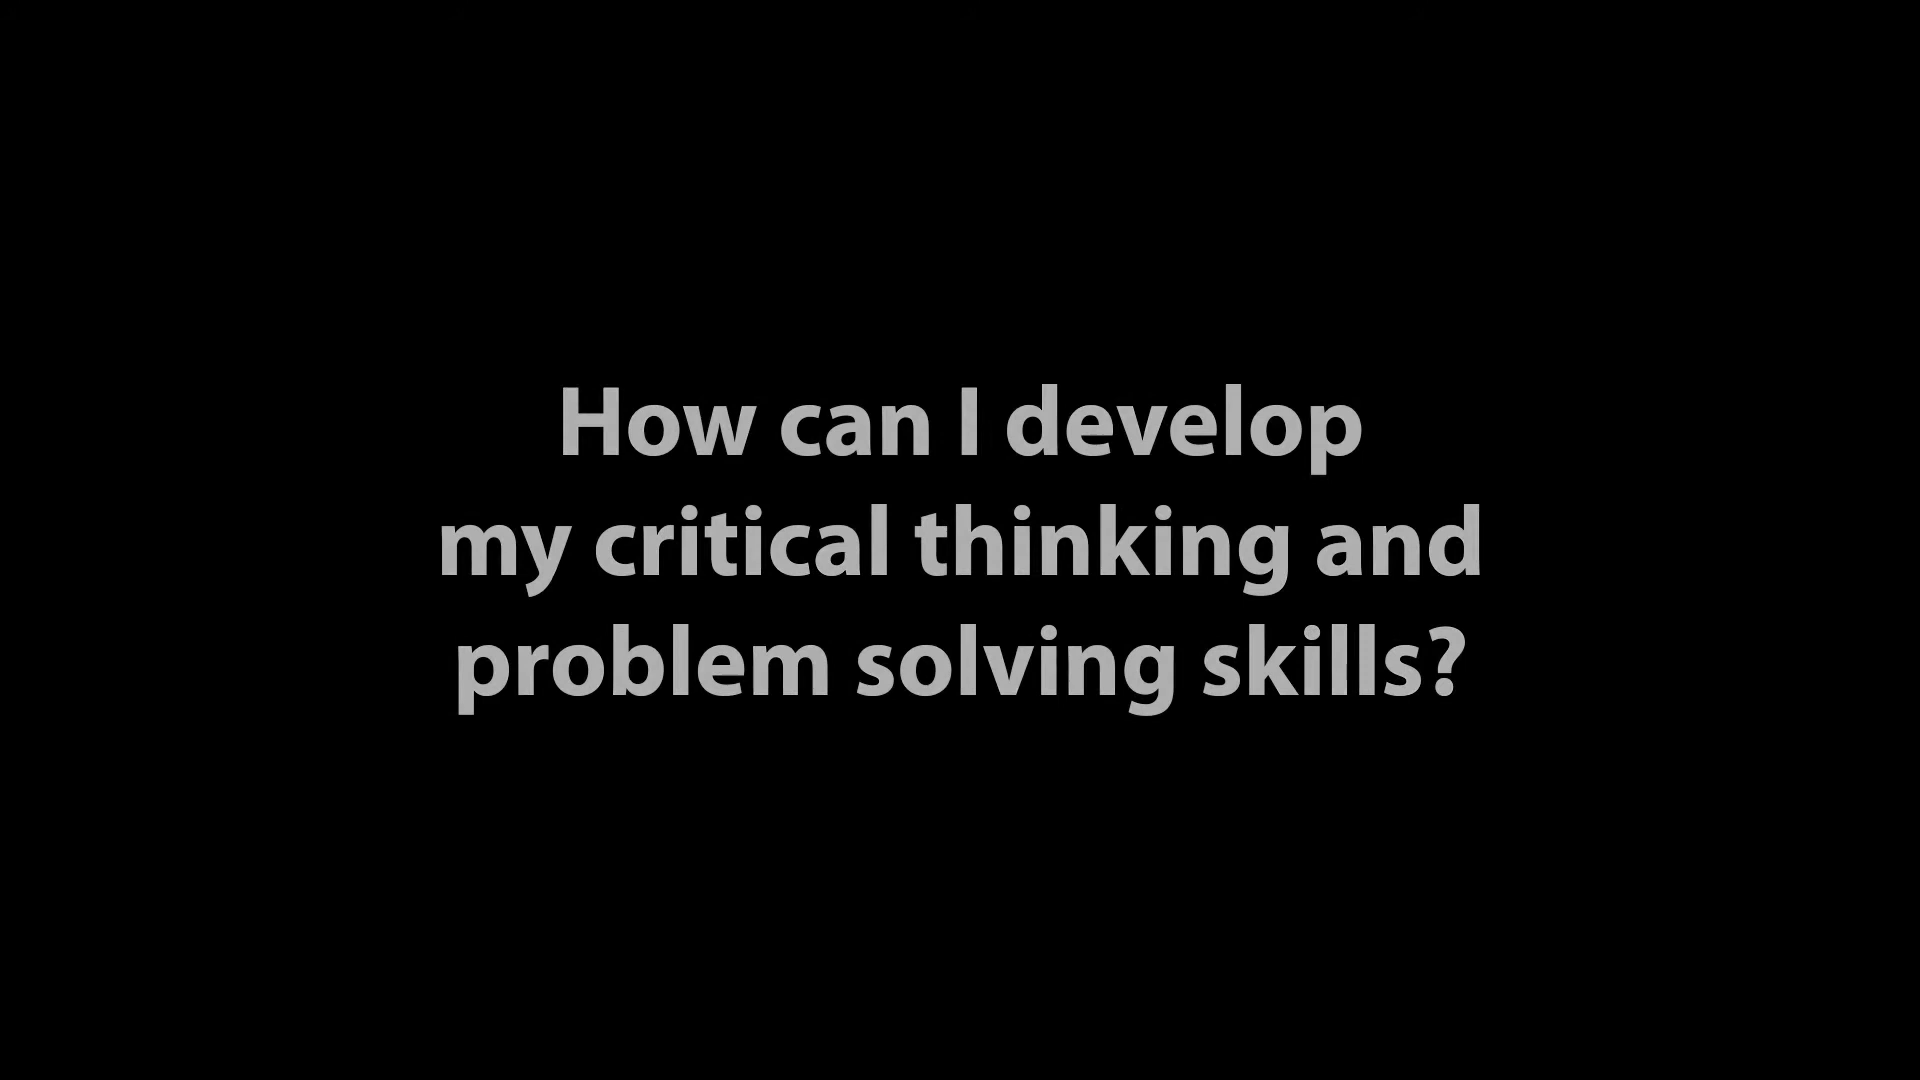 How can I develop
my critical thinking and
problem solving skills?